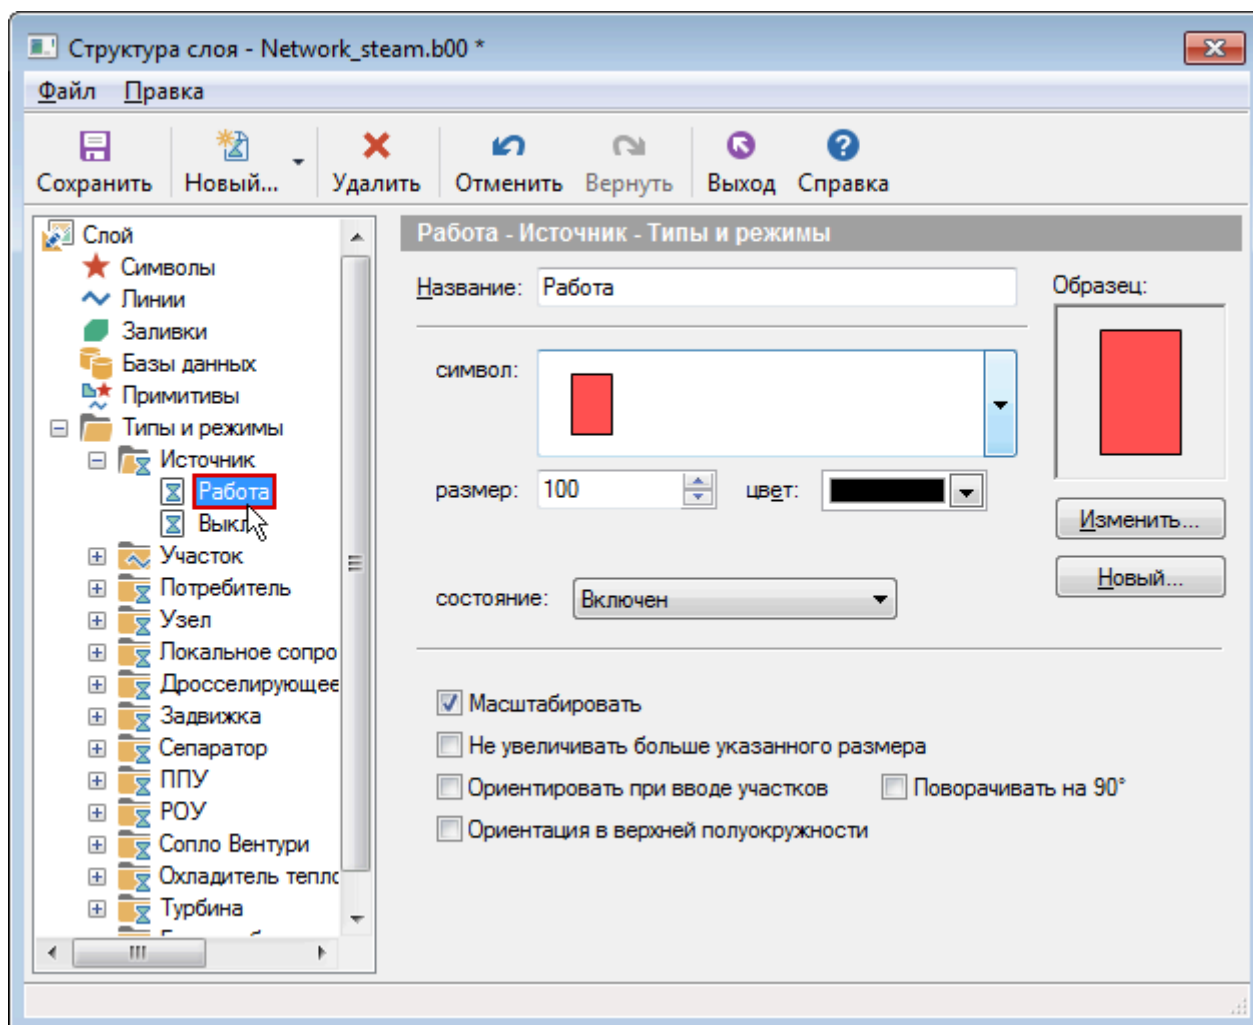 Структура слоя - Network_steam.b00 *
Файл Правка
Сохранить Новый... Удалить Отменить Вернуть Выход Справка
Слой
Символы
Линии
Заливки
Базы данных
Примитивы
Типы и режимы
Источник
Работа
Выкл
Участок
Потребитель
Узел
Локальное сопро
Дросселирующее
Задвижка
Сепаратор
ППУ
РОУ
Сопло Вентури
Охладитель тепло
Турбина
Работа - Источник - Типы и режимы
Название: Работа
Образец:
символ:
размер: 100 цвет:
Изменить...
Новый...
состояние: Включен
Масштабировать
Не увеличивать больше указанного размера
Ориентировать при вводе участков Поворачивать на 90°
Ориентация в верхней полуокружности